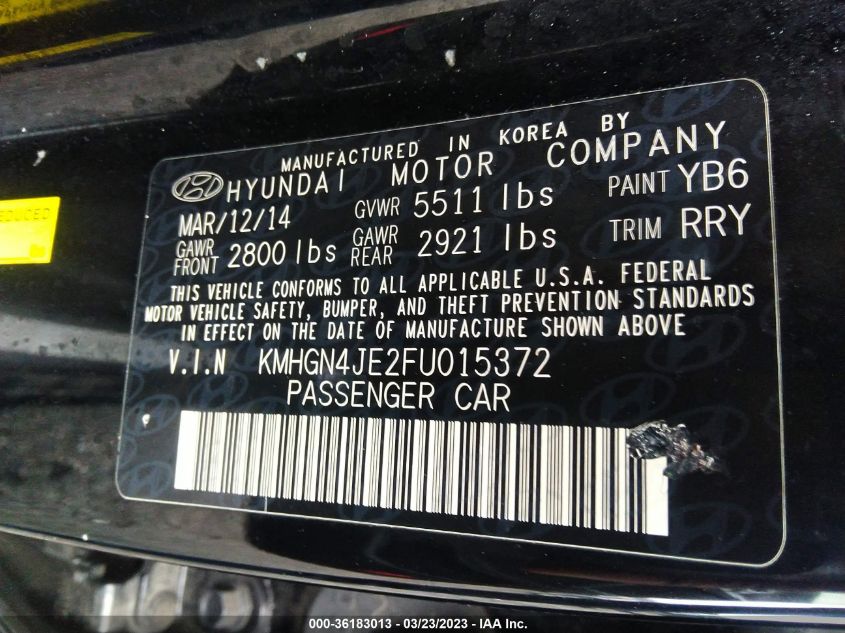 MANUFACTURED IN KOREA BY
HYUNDAI MOTOR COMPANY
MAR/12/14 GVWR 5511 lbs PAINT YB6
GAWR FRONT 2800 lbs GAWR REAR 2921 lbs TRIM RRY
THIS VEHICLE CONFORMS TO ALL APPLICABLE U.S.A. FEDERAL
MOTOR VEHICLE SAFETY, BUMPER, AND THEFT PREVENTION STANDARDS
IN EFFECT ON THE DATE OF MANUFACTURE SHOWN ABOVE
V.I.N KMHGN4JE2FU015372
PASSENGER CAR
000-36183013 - 03/23/2023 - IAA Inc.